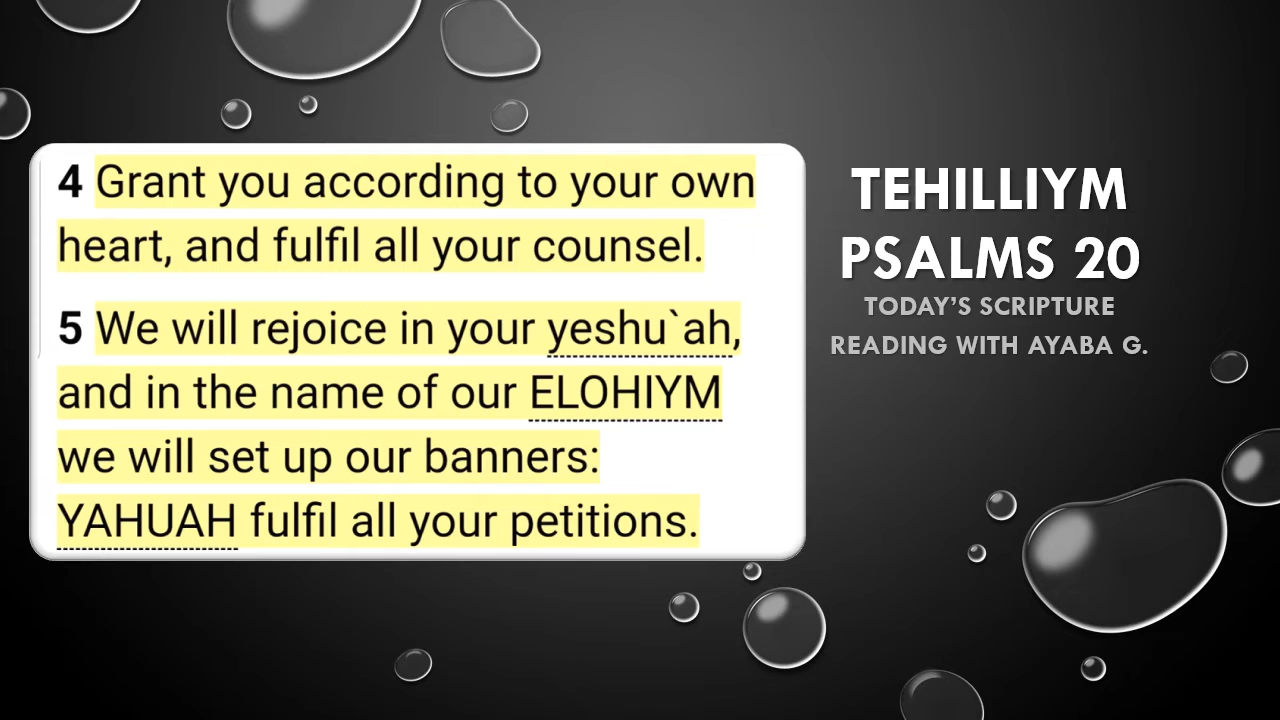 4 Grant you according to your own
heart, and fulfil all your counsel.
5 We will rejoice in your yeshu`ah,
and in the name of our ELOHIYM
we will set up our banners:
YAHUAH fulfil all your petitions.
TEHILLIYM
PSALMS 20
TODAY’S SCRIPTURE
READING WITH AYABA G.